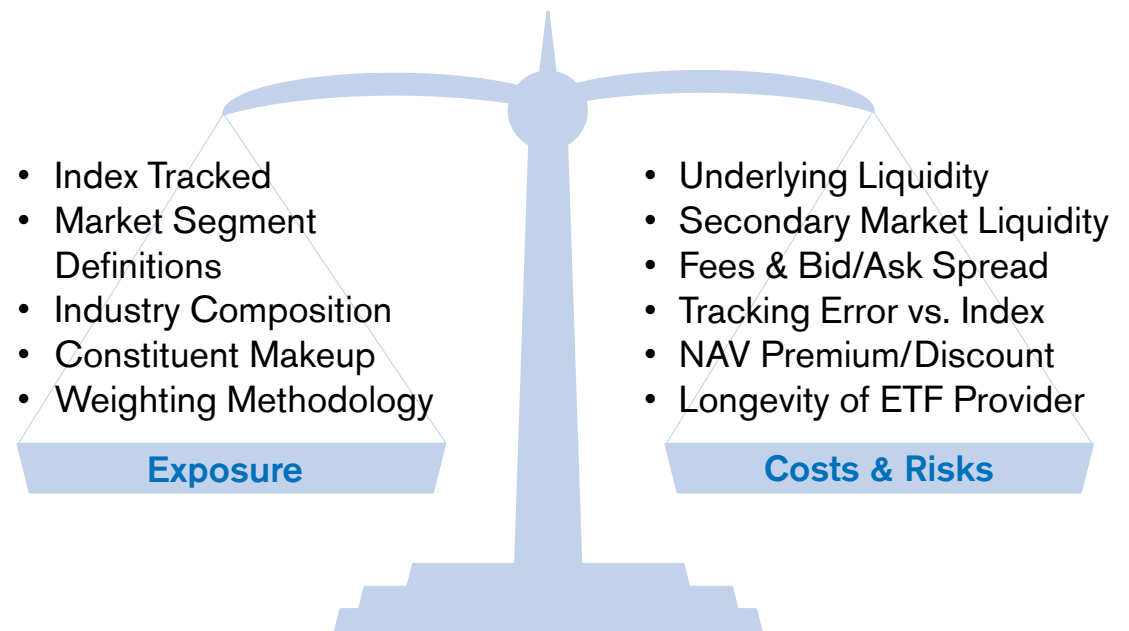 • Index Tracked
• Market Segment
Definitions
• Industry Composition
• Constituent Makeup
• Weighting Methodology
Exposure
• Underlying Liquidity
• Secondary Market Liquidity
• Fees & Bid/Ask Spread
• Tracking Error vs. Index
• NAV Premium/Discount
• Longevity of ETF Provider
Costs & Risks